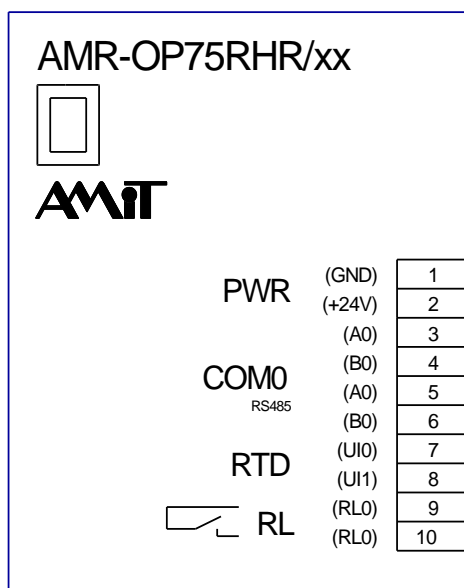 AMR-OP75RHR/xx
AMiT
PWR
(GND) 1
(+24V) 2
(A0) 3
COM0
RS485
(B0) 4
(A0) 5
(B0) 6
RTD
(UI0) 7
(UI1) 8
RL
(RL0) 9
(RL0) 10